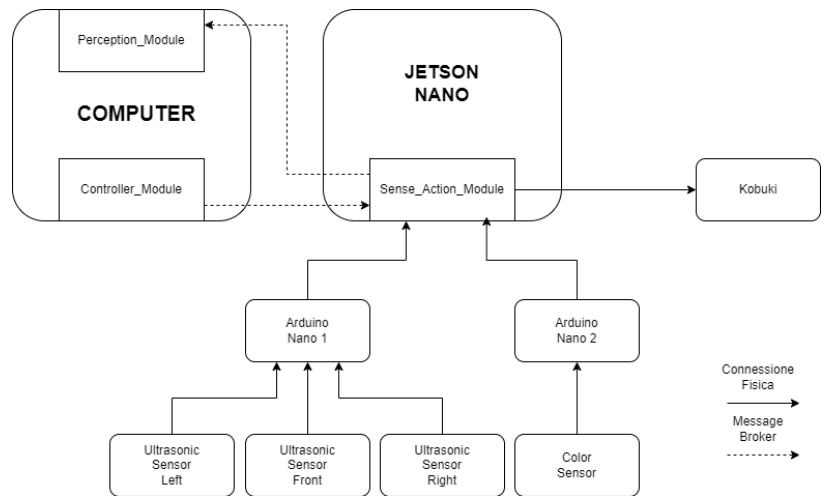 Perception_Module
COMPUTER
Controller_Module
JETSON
NANO
Sense_Action_Module
Kobuki
Arduino
Nano 1
Arduino
Nano 2
Ultrasonic
Sensor
Left
Ultrasonic
Sensor
Front
Ultrasonic
Sensor
Right
Color
Sensor
Connessione
Fisica
Message
Broker